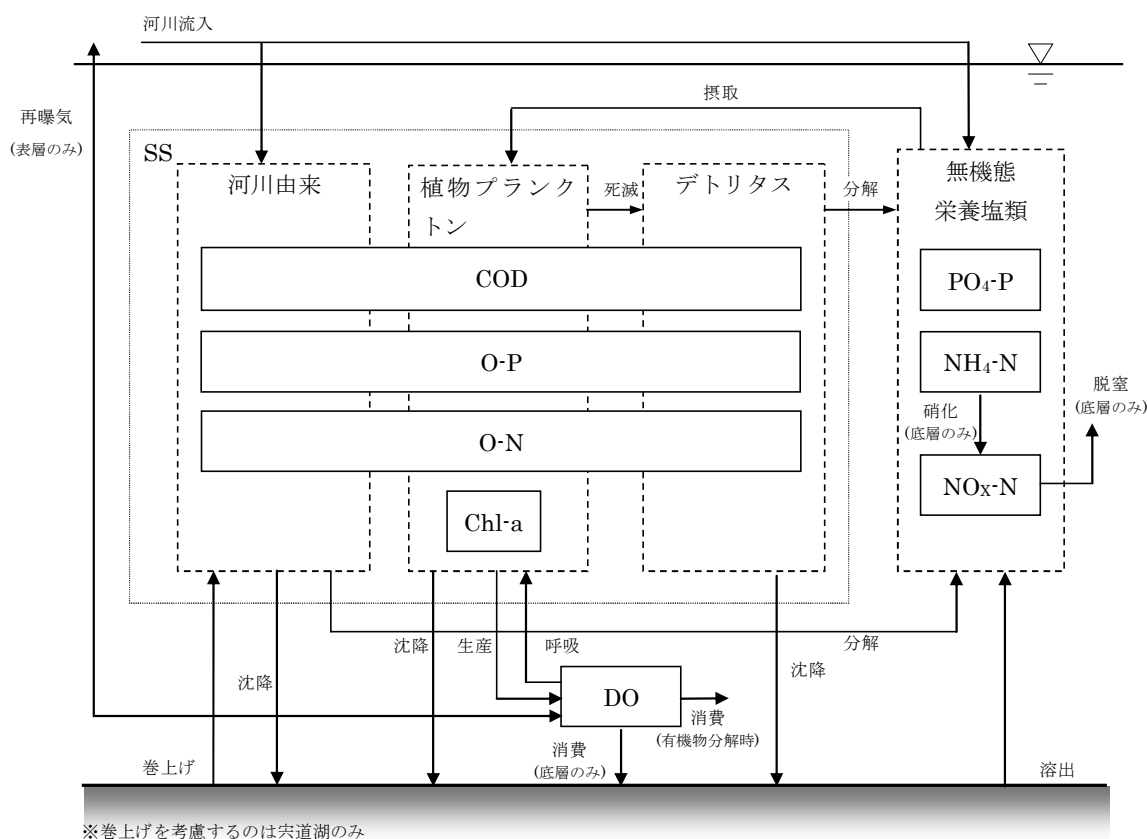 河川流入
再曝気
(表層のみ)
摂取
SS
河川由来
植物プランク
トン
死滅
デトリタス
分解
無機態
栄養塩類
COD
PO₄-P
O-P
NH₄-N
脱窒
(底層のみ)
硝化
(底層のみ)
O-N
NOx-N
Chl-a
沈降
生産
呼吸
分解
沈降
沈降
DO
消費
(有機物分解時)
消費
(底層のみ)
巻上げ
溶出
※巻上げを考慮するのは宍道湖のみ